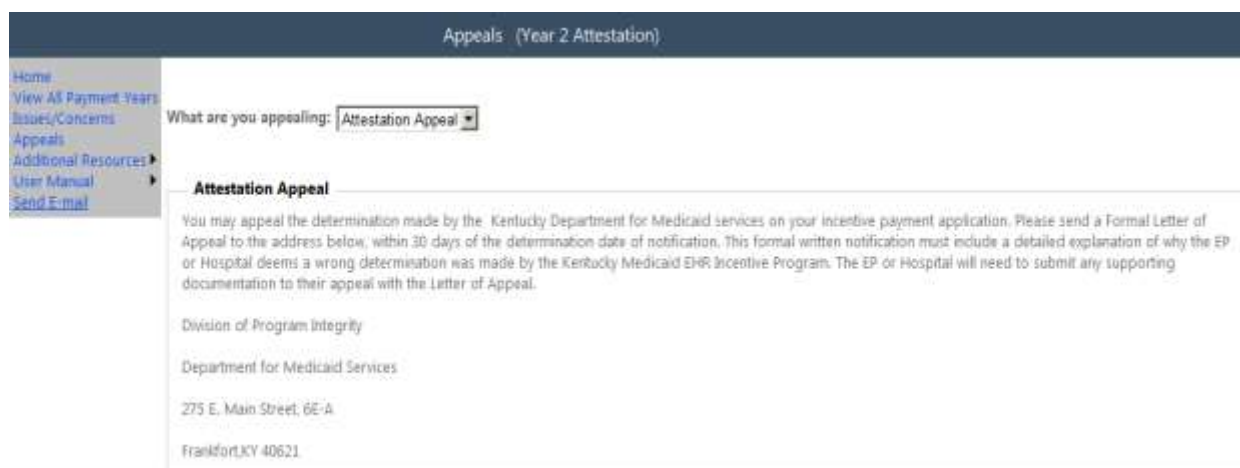 Appeals (Year 2 Attestation)
Home
View All Payment Years
Issues/Concerns
Appeals
Additional Resources
User Manual
Send E-mail
What are you appealing: Attestation Appeal
Attestation Appeal
You may appeal the determination made by the Kentucky Department for Medicaid services on your incentive payment application. Please send a Formal Letter of
Appeal to the address below, within 30 days of the determination date of notification. This formal written notification must include a detailed explanation of why the EP
or Hospital deems a wrong determination was made by the Kentucky Medicaid EHR Incentive Program. The EP or Hospital will need to submit any supporting
documentation to their appeal with the Letter of Appeal.
Division of Program Integrity
Department for Medicaid Services
275 E. Main Street, 6E-A
Frankfort,KY 40621